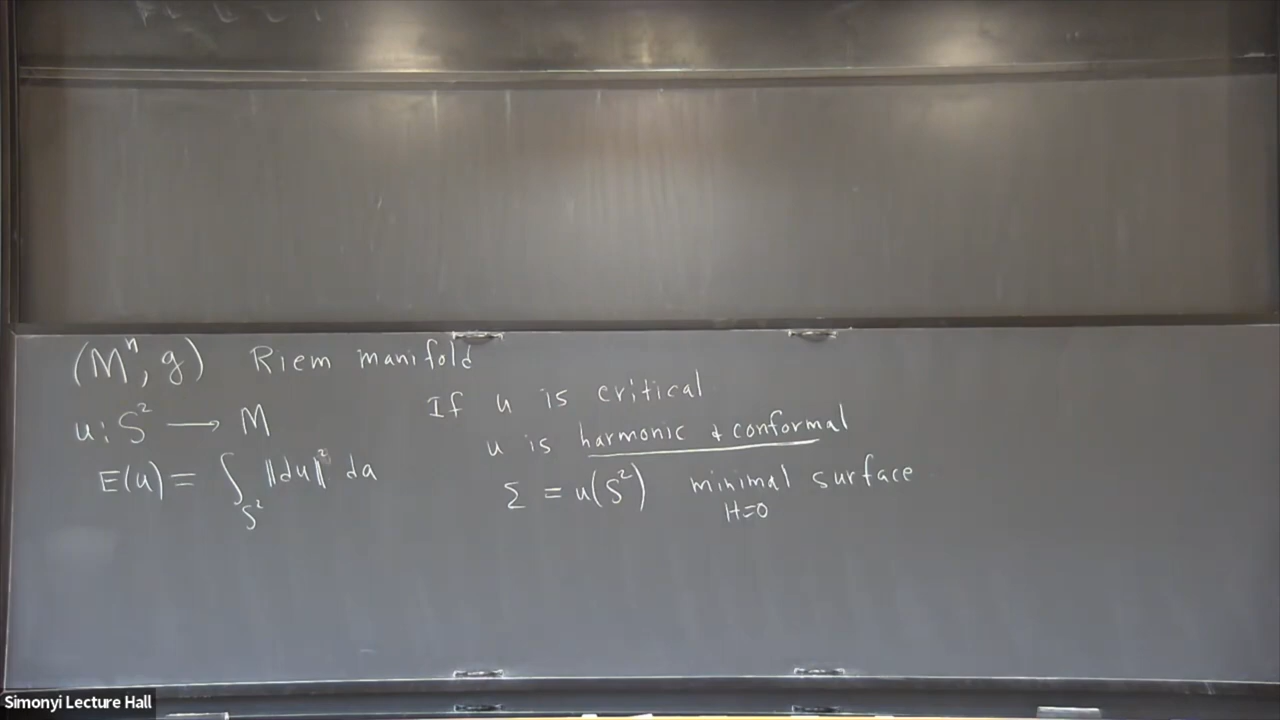 (Mⁿ, g) Riem manifold
u: S² → M
E(u) = ∫_{S²} ‖du‖² da
If u is critical
u is harmonic & conformal
Σ = u(S²) minimal surface
H=0
Simonyi Lecture Hall